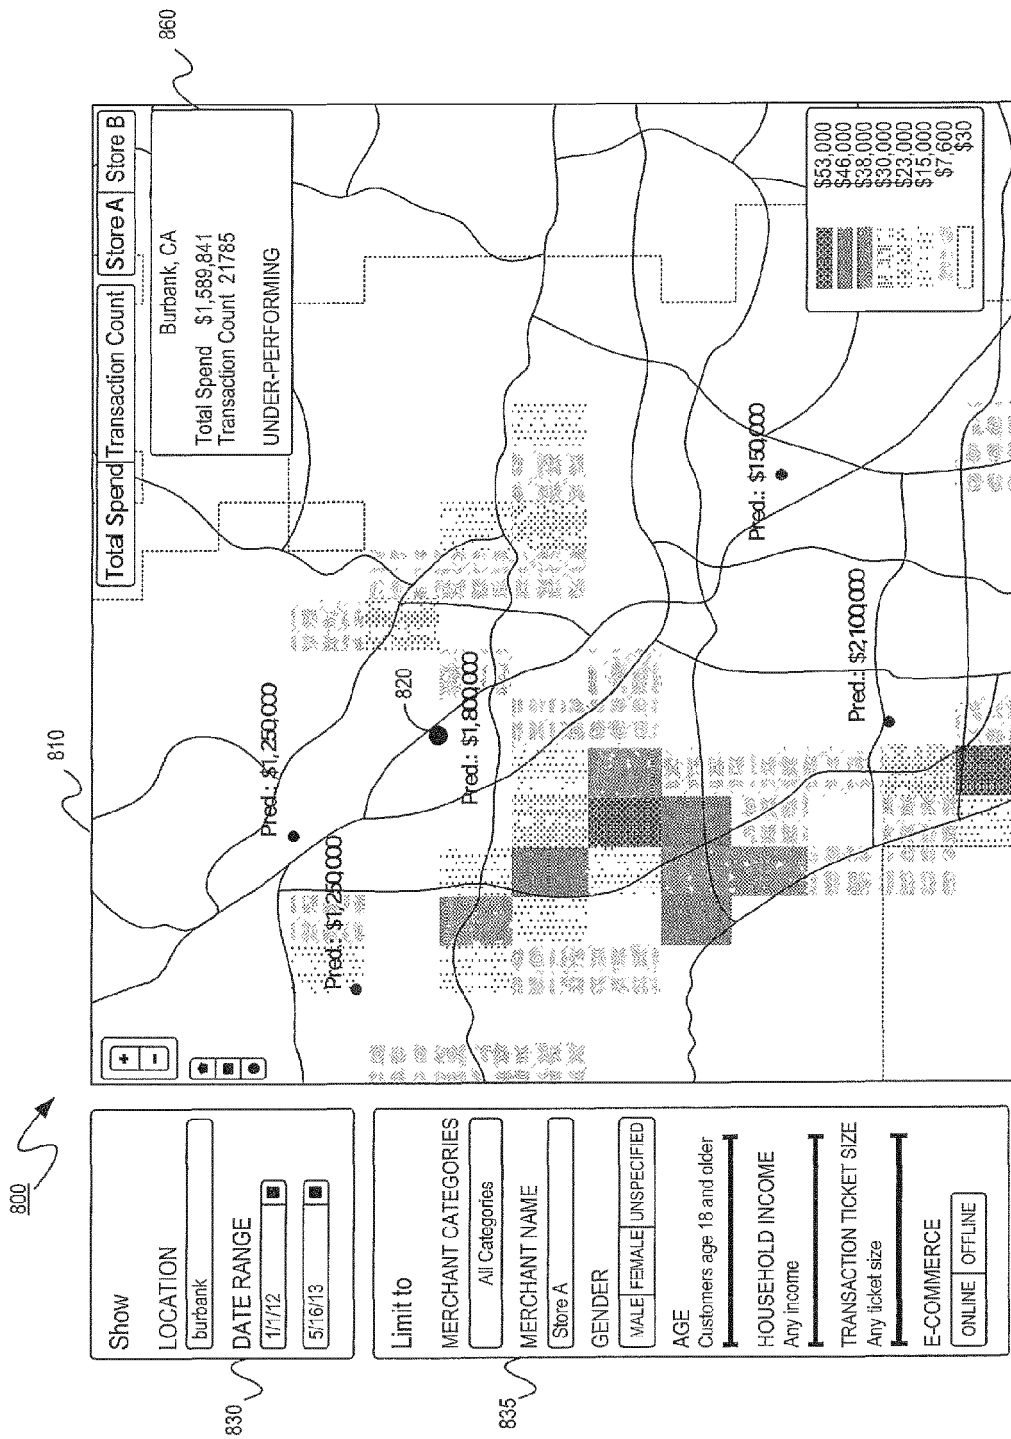 800
810
860
Show
LOCATION
burbank
DATE RANGE
1/1/12
5/16/13
830
Limit to
MERCHANT CATEGORIES
All Categories
MERCHANT NAME
Store A
GENDER
MALE FEMALE UNSPECIFIED
AGE
Customers age 18 and older
HOUSEHOLD INCOME
Any income
TRANSACTION TICKET SIZE
Any ticket size
E-COMMERCE
ONLINE OFFLINE
835
+
-
Total Spend Transaction Count Store A Store B
Burbank, CA
Total Spend $1,589,841
Transaction Count 21785
UNDER-PERFORMING
Pred.: $1,250,000
Pred.: $1,250,000
820
Pred.: $1,800,000
Pred.: $150,000
Pred.: $2,100,000
$53,000
$46,000
$38,000
$30,000
$23,000
$15,000
$7,600
$30